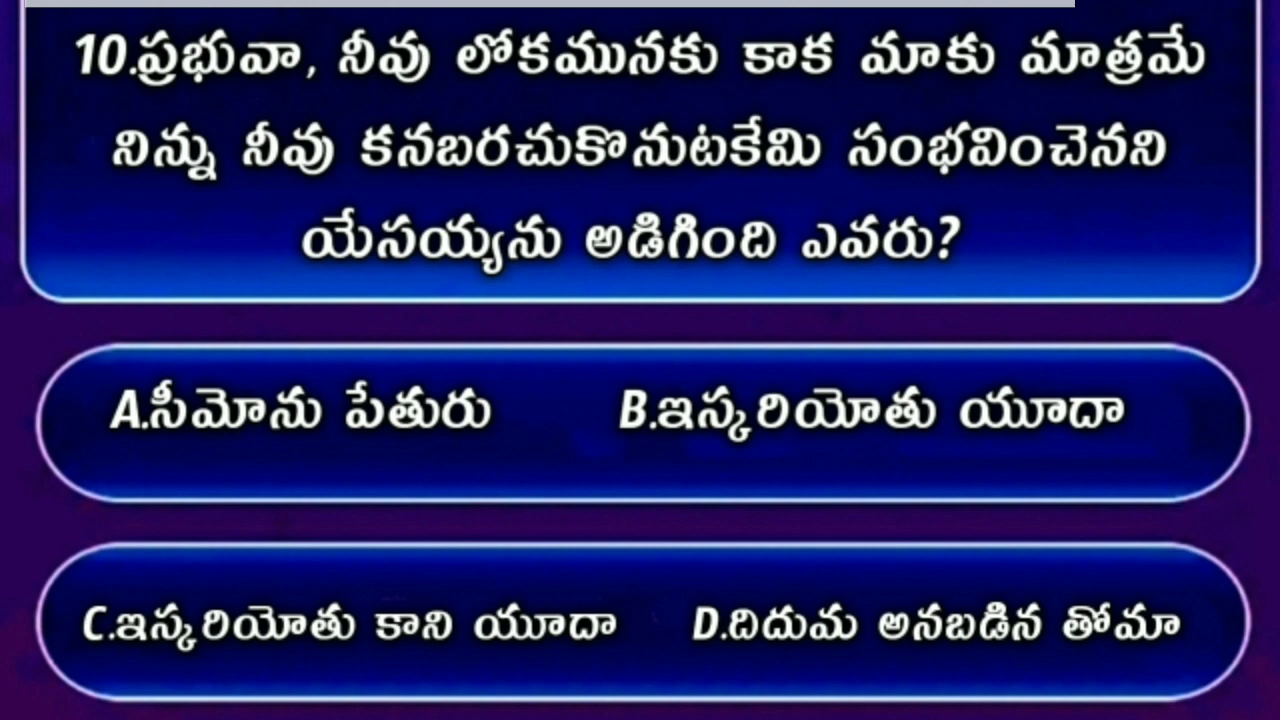 10.ప్రభువా, నీవు లోకమునకు కాక మాకు మాత్రమే
నిన్ను నీవు కనబరచుకొనుటకేమి సంభవించెనని
యేసయ్యను అడిగింది ఎవరు?
A.సీమోను పేతురు B.ఇస్కరియోతు యూదా
C.ఇస్కరియోతు కాని యూదా D.దిదుమ అనబడిన తోమా